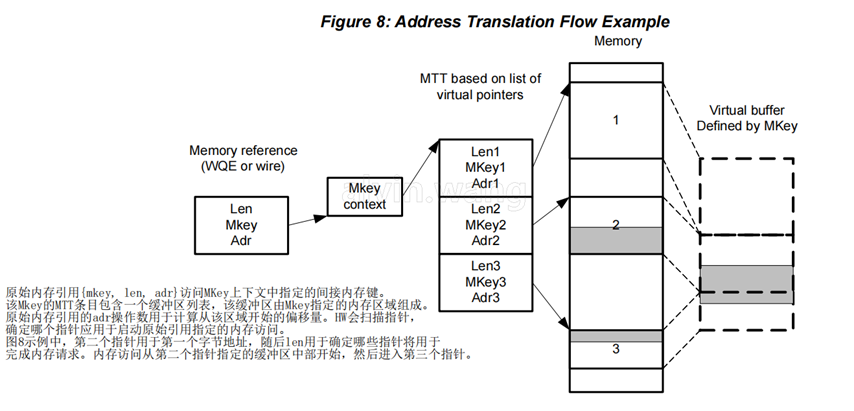 Figure 8: Address Translation Flow Example
Memory
MTT based on list of
virtual pointers
Virtual buffer
Defined by MKey
1
Memory reference
(WQE or wire)
Len1
MKey1
Adr1
Mkey
context
alvin.wang
Len
Mkey
Adr
Len2
MKey2
Adr2
2
Len3
MKey3
Adr3
3
原始内存引用{mkey, len, adr}访问MKey上下文中指定的间接内存键。
该Mkey的MTT条目包含一个缓冲区列表，该缓冲区由Mkey指定的内存区域组成。
原始内存引用的adr操作数用于计算从该区域开始的偏移量。HW会扫描指针，
确定哪个指针应用于启动原始引用指定的内存访问。
图8示例中，第二个指针用于第一个字节地址，随后len用于确定哪些指针将用于
完成内存请求。内存访问从第二个指针指定的缓冲区中部开始，然后进入第三个指针。